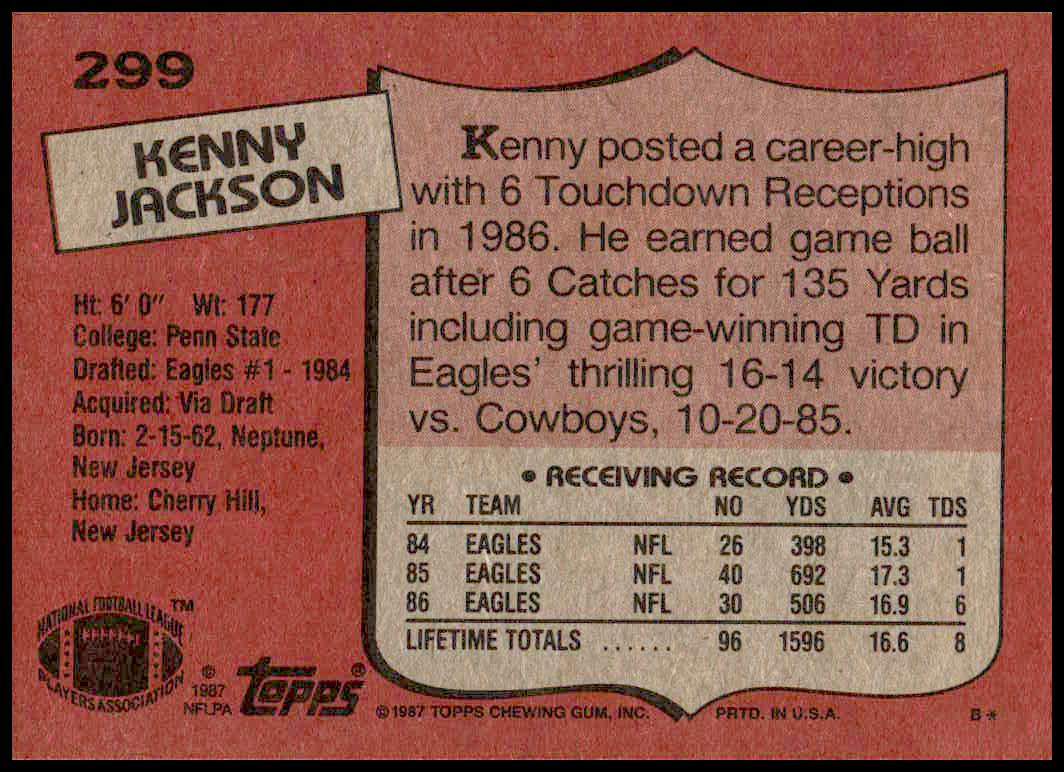 299
KENNY
JACKSON
Ht: 6' 0" Wt: 177
College: Penn State
Drafted: Eagles #1 - 1984
Acquired: Via Draft
Born: 2-15-62, Neptune,
New Jersey
Home: Cherry Hill,
New Jersey
NATIONAL FOOTBALL LEAGUE ™
PLAYERS ASSOCIATION
© 1987 NFLPA
topps®
Kenny posted a career-high
with 6 Touchdown Receptions
in 1986. He earned game ball
after 6 Catches for 135 Yards
including game-winning TD in
Eagles' thrilling 16-14 victory
vs. Cowboys, 10-20-85.
• RECEIVING RECORD •
YR TEAM NO YDS AVG TDS
84 EAGLES NFL 26 398 15.3 1
85 EAGLES NFL 40 692 17.3 1
86 EAGLES NFL 30 506 16.9 6
LIFETIME TOTALS ...... 96 1596 16.6 8
© 1987 TOPPS CHEWING GUM, INC. PRTD. IN U.S.A. B*